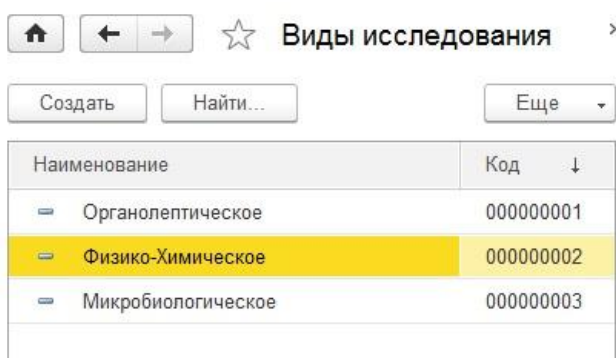 Виды исследования
Создать Найти... Еще
Наименование Код ↓
Органолептическое 000000001
Физико-Химическое 000000002
Микробиологическое 000000003